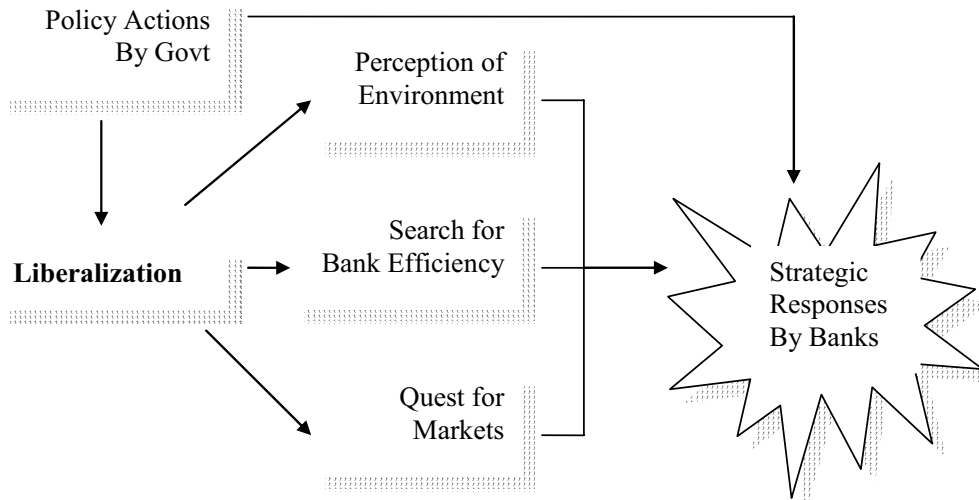 Policy Actions
By Govt
Perception of
Environment
Search for
Bank Efficiency
Liberalization
Strategic
Responses
By Banks
Quest for
Markets